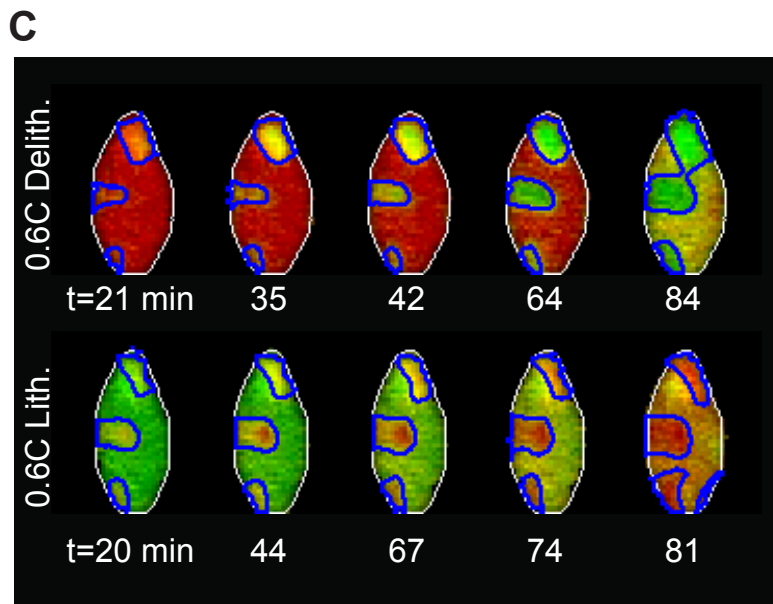 C
0.6C Delith.
t=21 min 35 42 64 84
0.6C Lith.
t=20 min 44 67 74 81